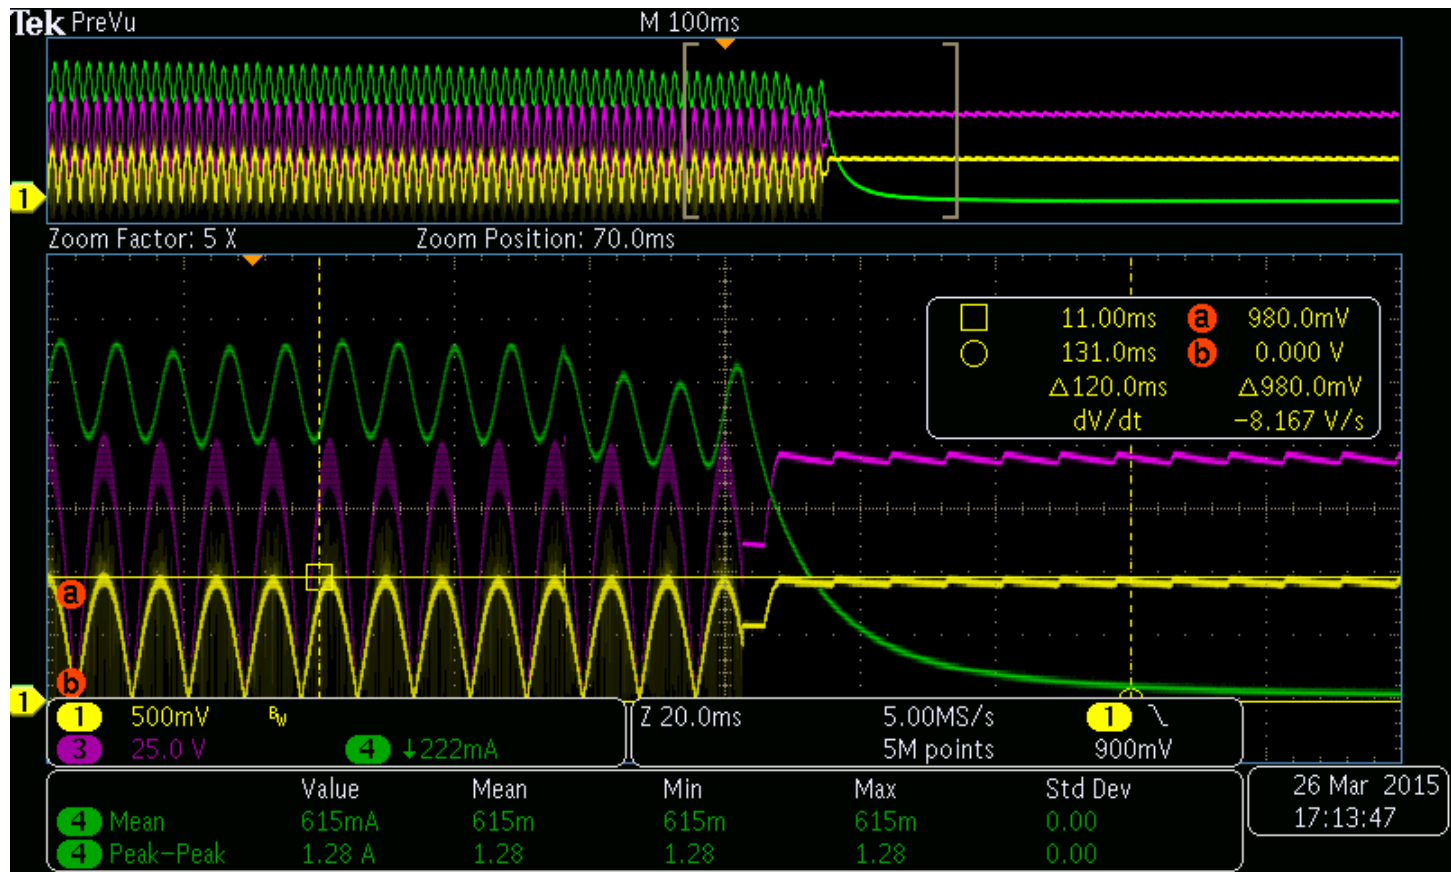 Tek PreVu M 100ms
1
Zoom Factor: 5 X Zoom Position: 70.0ms
11.00ms a 980.0mV
131.0ms b 0.000 V
△120.0ms △980.0mV
dV/dt -8.167 V/s
a
b
1
1 500mV BW Z 20.0ms 5.00MS/s 1
3 25.0 V 4 ↓222mA 5M points 900mV
Value Mean Min Max Std Dev
4 Mean 615mA 615m 615m 615m 0.00
4 Peak-Peak 1.28 A 1.28 1.28 1.28 0.00
26 Mar 2015
17:13:47